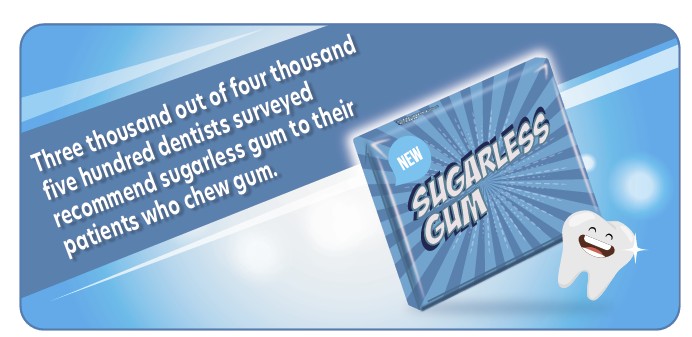 Three thousand out of four thousand
five hundred dentists surveyed
recommend sugarless gum to their
patients who chew gum.
NEW
SUGARLESS
GUM